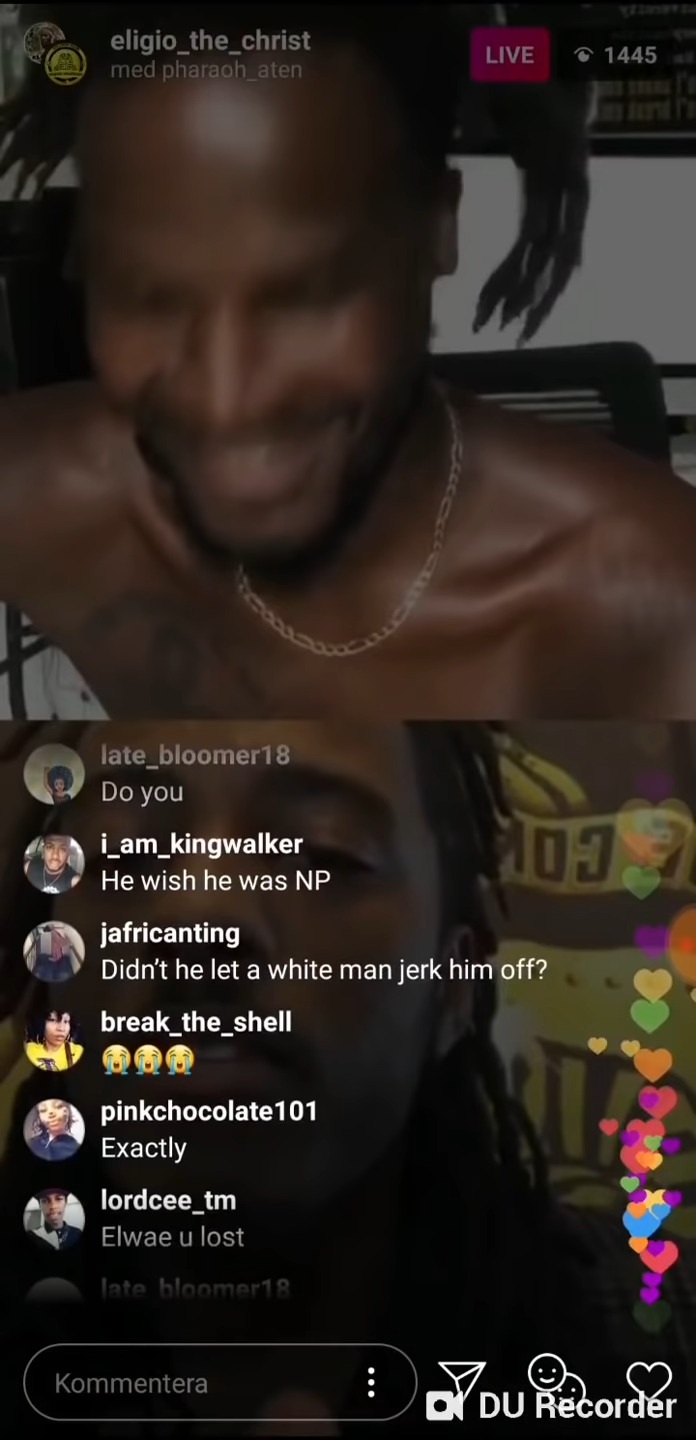 eligio_the_christ
med pharaoh_aten
LIVE
1445
late_bloomer18
Do you
i_am_kingwalker
He wish he was NP
jafricanting
Didn’t he let a white man jerk him off?
break_the_shell
😭😭😭
pinkchocolate101
Exactly
lordcee_tm
Elwae u lost
late_bloomer18
Kommentera
DU Recorder